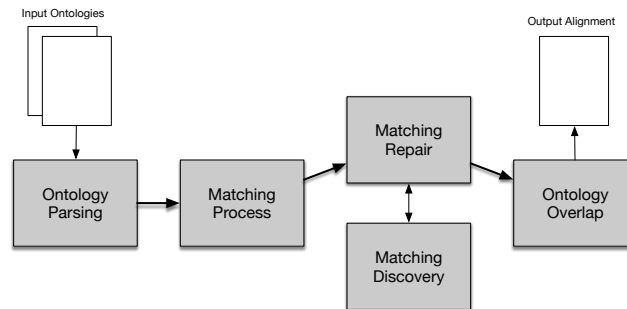 Input Ontologies
Output Alignment
Matching
Repair
Ontology
Parsing
Matching
Process
Ontology
Overlap
Matching
Discovery